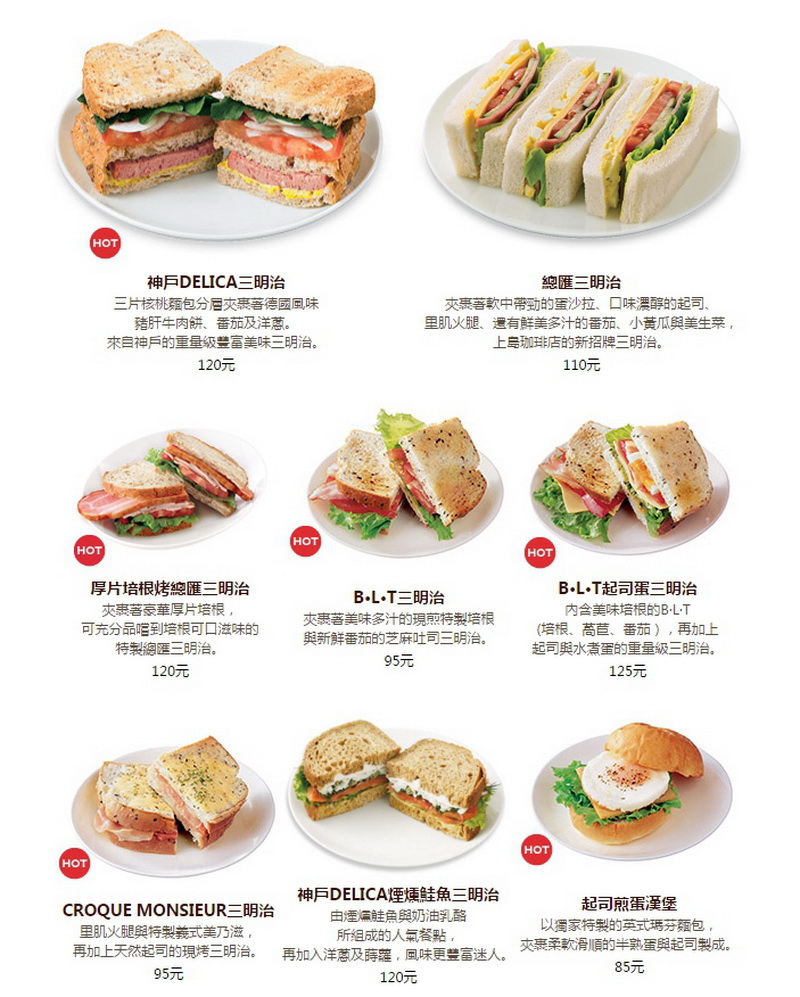 HOT
神戶DELICA三明治
三片核桃麵包分層夾裹著德國風味
豬肝牛肉餅、番茄及洋蔥。
來自神戶的重量級豐富美味三明治。
120元
總匯三明治
夾裹著軟中帶勁的蛋沙拉、口味濃醇的起司、
里肌火腿、還有鮮美多汁的番茄、小黃瓜與美生菜，
上島珈琲店的新招牌三明治。
110元
HOT
厚片培根烤總匯三明治
夾裹著豪華厚片培根，
可充分品嚐到培根可口滋味的
特製總匯三明治。
120元
HOT
B•L•T三明治
夾裹著美味多汁的現煎特製培根
與新鮮番茄的芝麻吐司三明治。
95元
HOT
B•L•T起司蛋三明治
內含美味培根的B·L·T
(培根、萵苣、番茄），再加上
起司與水煮蛋的重量級三明治。
125元
HOT
CROQUE MONSIEUR三明治
里肌火腿與特製義式美乃滋，
再加上天然起司的現烤三明治。
95元
神戶DELICA煙燻鮭魚三明治
由煙燻鮭魚與奶油乳酪
所組成的人氣餐點，
再加入洋蔥及蒔蘿，風味更豐富迷人。
120元
HOT
起司煎蛋漢堡
以獨家特製的英式瑪芬麵包，
夾裹柔軟滑順的半熟蛋與起司製成。
85元